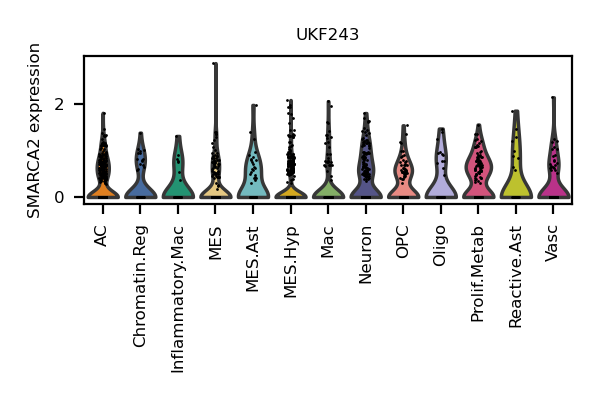 UKF243
SMARCA2 expression
2
0
AC
Chromatin.Reg
Inflammatory.Mac
MES
MES.Ast
MES.Hyp
Mac
Neuron
OPC
Oligo
Prolif.Metab
Reactive.Ast
Vasc